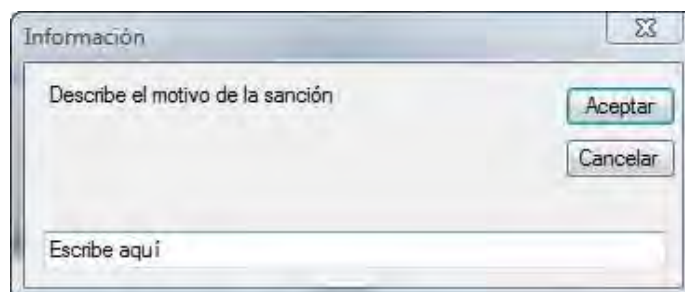 Información
Describe el motivo de la sanción
Aceptar
Cancelar
Escribe aquí